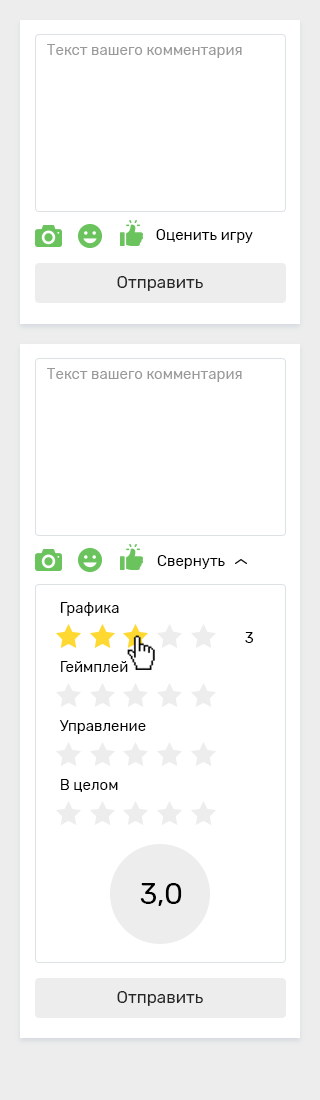 Текст вашего комментария
Оценить игру
Отправить
Текст вашего комментария
Свернуть
Графика
3
Геймплей
Управление
В целом
3,0
Отправить